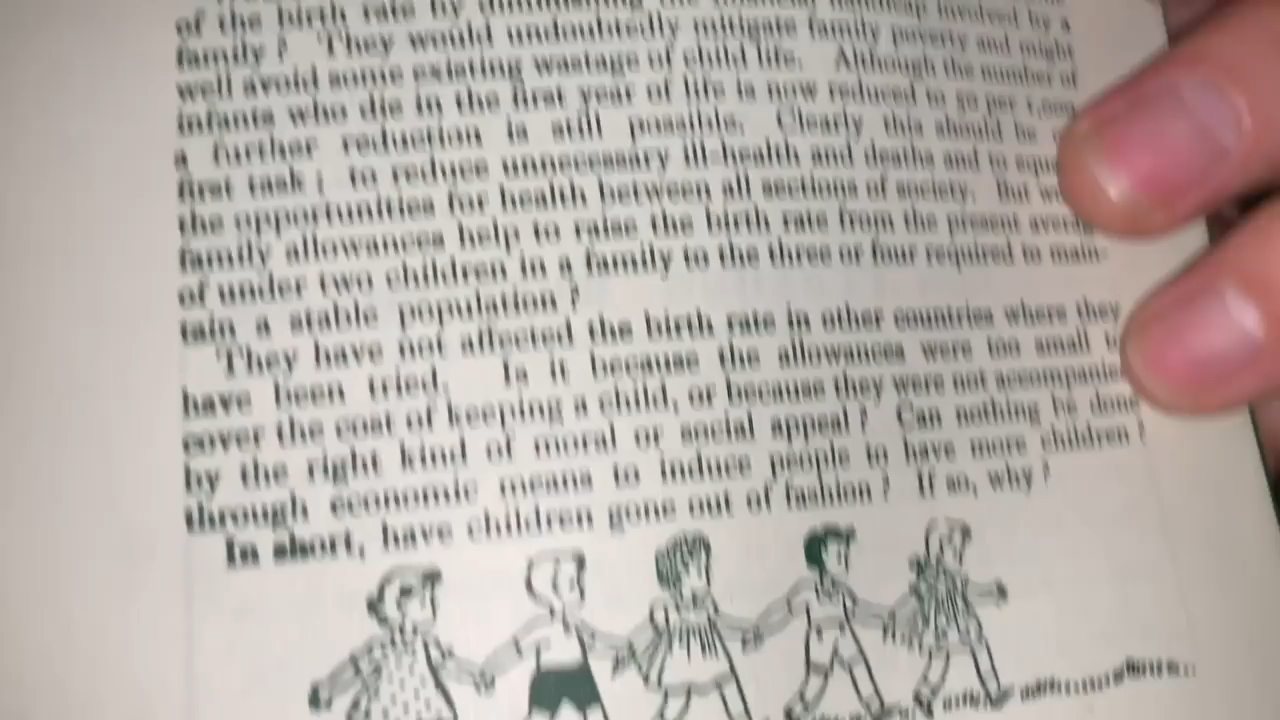 of the birth rate by diminishing the financial handicap involved by a
family? They would undoubtedly mitigate family poverty and might
well avoid some existing wastage of child life. Although the number of
infants who die in the first year of life is now reduced to 50 per 1,000
a further reduction is still possible. Clearly this should be
first task: to reduce unnecessary ill-health and deaths and to
the opportunities for health between all sections of society. But
family allowances help to raise the birth rate from the present
of under two children in a family to the three or four required to main-
tain a stable population?
They have not affected the birth rate in other countries where they
have been tried. Is it because the allowances were too small
cover the cost of keeping a child, or because they were not
by the right kind of moral or social appeal? Can nothing be done
through economic means to induce people to have more children?
In short, have children gone out of fashion? If so, why?